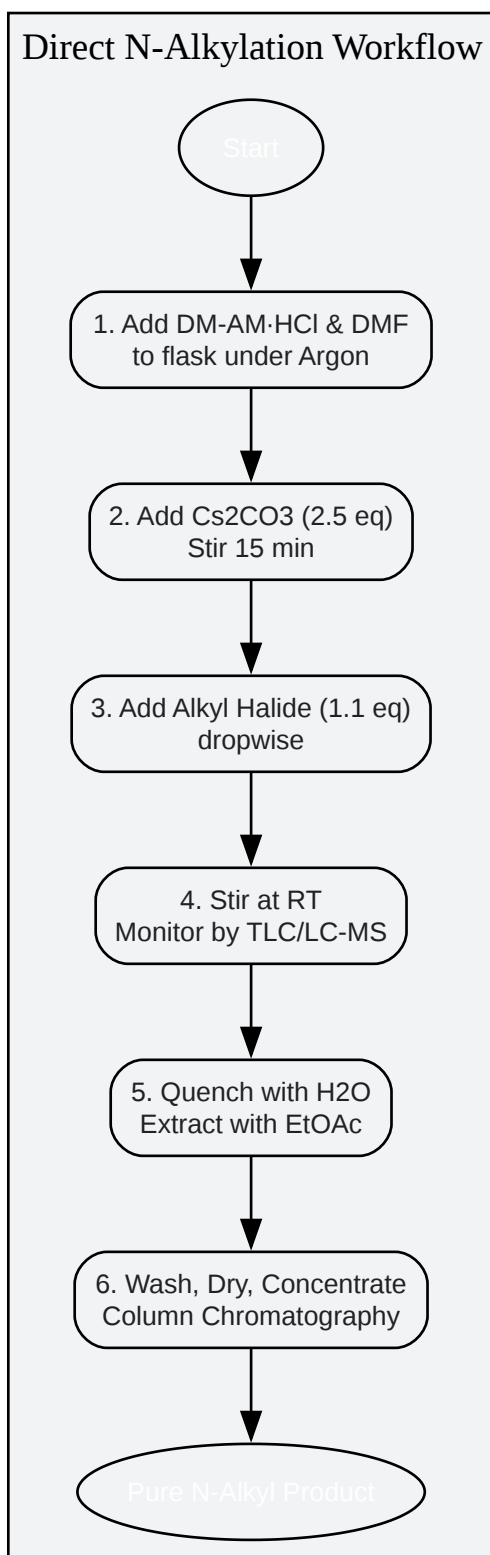 Direct N-Alkylation Workflow
Start
1. Add DM-AM·HCl & DMF
to flask under Argon
2. Add Cs2CO3 (2.5 eq)
Stir 15 min
3. Add Alkyl Halide (1.1 eq)
dropwise
4. Stir at RT
Monitor by TLC/LC-MS
5. Quench with H2O
Extract with EtOAc
6. Wash, Dry, Concentrate
Column Chromatography
Pure N-Alkyl Product